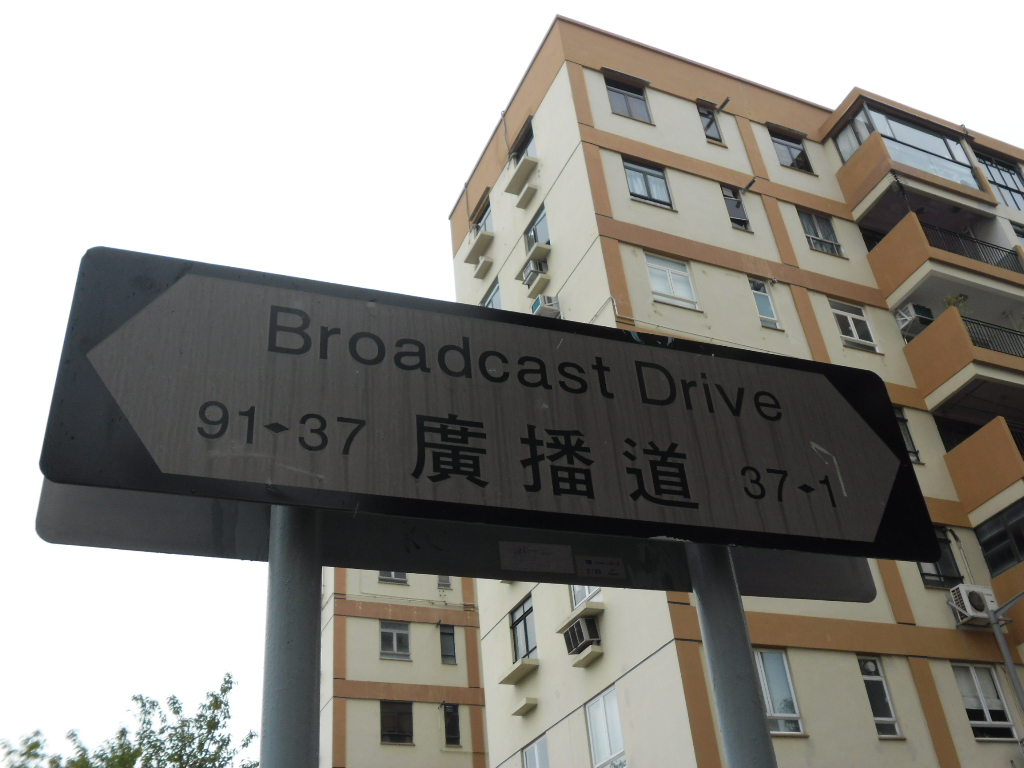 Broadcast Drive
91◆37 廣播道 37◆1